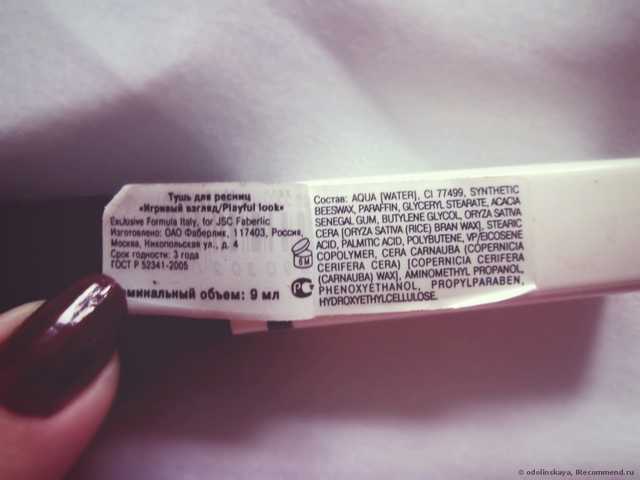 Тушь для ресниц
«Игривый взгляд/Playful look»
Exclusive Formula Italy, for JSC Faberlic
Изготовлено: ОАО Фаберлик, 117403, Россия,
Москва, Никопольская ул., д. 4
Срок годности: 3 года
ГОСТ Р 52341-2005
минальный объем: 9 мл
6 М
РС
Состав: AQUA [WATER], CI 77499, SYNTHETIC
BEESWAX, PARAFFIN, GLYCERYL STEARATE, ACACIA
SENEGAL GUM, BUTYLENE GLYCOL, ORYZA SATIVA
CERA [ORYZA SATIVA (RICE) BRAN WAX], STEARIC
ACID, PALMITIC ACID, POLYBUTENE, VP/EICOSENE
COPOLYMER, CERA CARNAUBA (COPERNICIA
CERIFERA CERA) [COPERNICIA CERIFERA
(CARNAUBA) WAX], AMINOMETHYL PROPANOL,
PHENOXYETHANOL, PROPYLPARABEN,
HYDROXYETHYLCELLULOSE.
© odolinskaya, IRecommend.ru